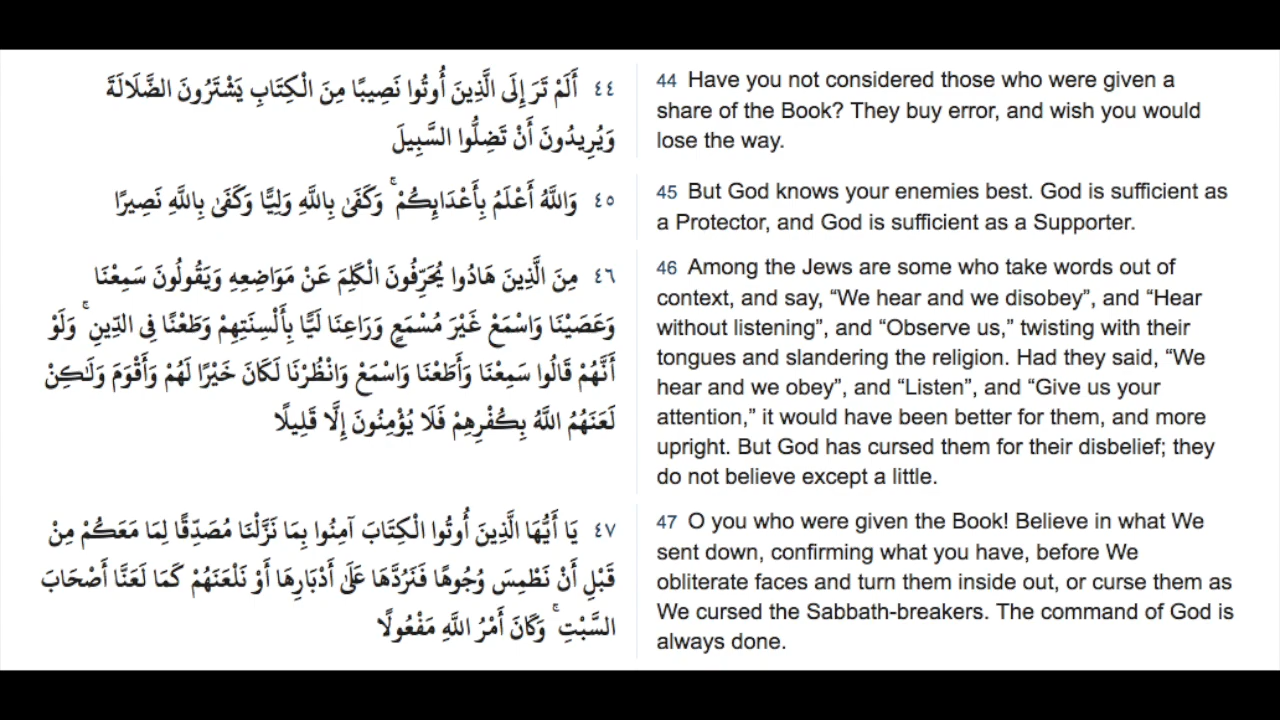 ٤٤ أَلَمْ تَرَ إِلَى الَّذِينَ أُوتُوا نَصِيبًا مِنَ الْكِتَابِ يَشْتَرُونَ الضَّلَالَةَ
وَيُرِيدُونَ أَنْ تَضِلُّوا السَّبِيلَ
44 Have you not considered those who were given a
share of the Book? They buy error, and wish you would
lose the way.
٤٥ وَاللَّهُ أَعْلَمُ بِأَعْدَائِكُمْ ۚ وَكَفَىٰ بِاللَّهِ وَلِيًّا وَكَفَىٰ بِاللَّهِ نَصِيرًا
45 But God knows your enemies best. God is sufficient as
a Protector, and God is sufficient as a Supporter.
٤٦ مِنَ الَّذِينَ هَادُوا يُحَرِّفُونَ الْكَلِمَ عَنْ مَوَاضِعِهِ وَيَقُولُونَ سَمِعْنَا
وَعَصَيْنَا وَاسْمَعْ غَيْرَ مُسْمَعٍ وَرَاعِنَا لَيًّا بِأَلْسِنَتِهِمْ وَطَعْنًا فِي الدِّينِ ۚ وَلَوْ
أَنَّهُمْ قَالُوا سَمِعْنَا وَأَطَعْنَا وَاسْمَعْ وَانْظُرْنَا لَكَانَ خَيْرًا لَهُمْ وَأَقْوَمَ وَلَٰكِنْ
لَعَنَهُمُ اللَّهُ بِكُفْرِهِمْ فَلَا يُؤْمِنُونَ إِلَّا قَلِيلًا
46 Among the Jews are some who take words out of
context, and say, “We hear and we disobey”, and “Hear
without listening”, and “Observe us,” twisting with their
tongues and slandering the religion. Had they said, “We
hear and we obey”, and “Listen”, and “Give us your
attention,” it would have been better for them, and more
upright. But God has cursed them for their disbelief; they
do not believe except a little.
٤٧ يَا أَيُّهَا الَّذِينَ أُوتُوا الْكِتَابَ آمِنُوا بِمَا نَزَّلْنَا مُصَدِّقًا لِمَا مَعَكُمْ مِنْ
قَبْلِ أَنْ نَطْمِسَ وُجُوهًا فَنَرُدَّهَا عَلَىٰ أَدْبَارِهَا أَوْ نَلْعَنَهُمْ كَمَا لَعَنَّا أَصْحَابَ
السَّبْتِ ۚ وَكَانَ أَمْرُ اللَّهِ مَفْعُولًا
47 O you who were given the Book! Believe in what We
sent down, confirming what you have, before We
obliterate faces and turn them inside out, or curse them as
We cursed the Sabbath-breakers. The command of God is
always done.